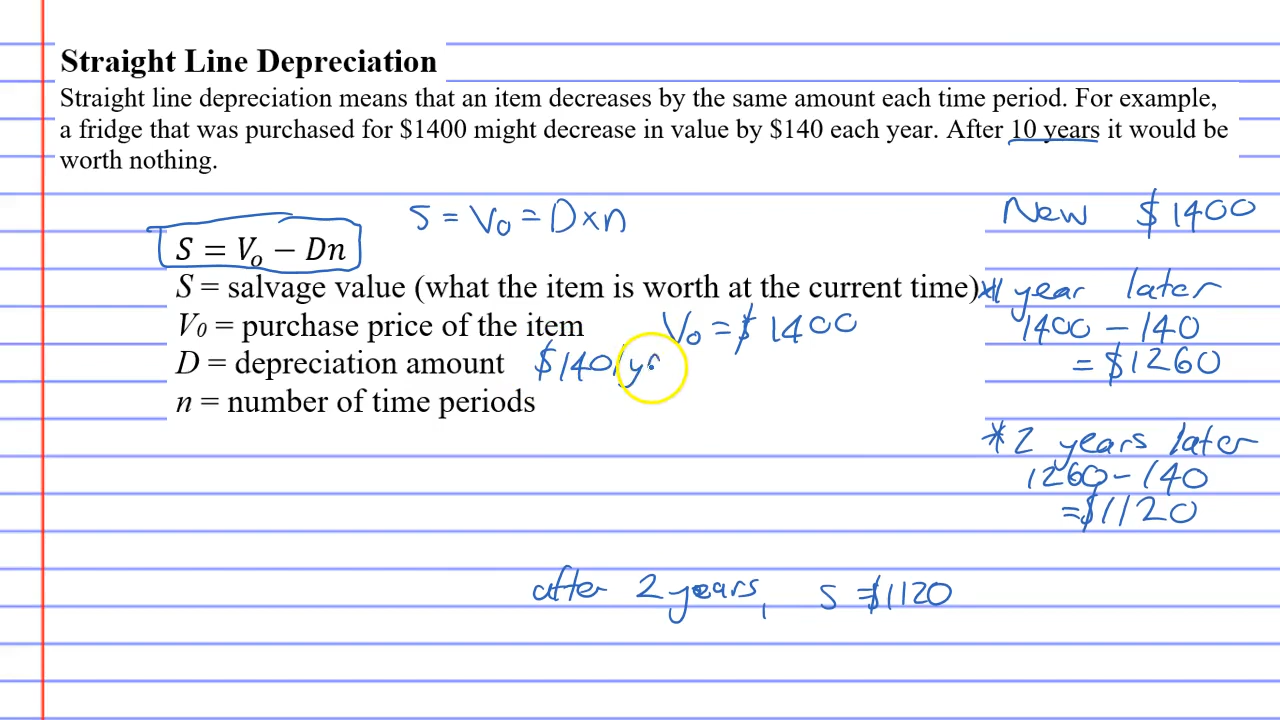 Straight Line Depreciation
Straight line depreciation means that an item decreases by the same amount each time period. For example,
a fridge that was purchased for $1400 might decrease in value by $140 each year. After 10 years it would be
worth nothing.
S = V₀ = D×n
New $1400
S = Vₒ − Dn
S = salvage value (what the item is worth at the current time)
*1 year later
1400 − 140
= $1260
V₀ = purchase price of the item V₀ = $1400
D = depreciation amount $140/ye
n = number of time periods
*2 years later
1260 − 140
= $1120
after 2 years, S = $1120